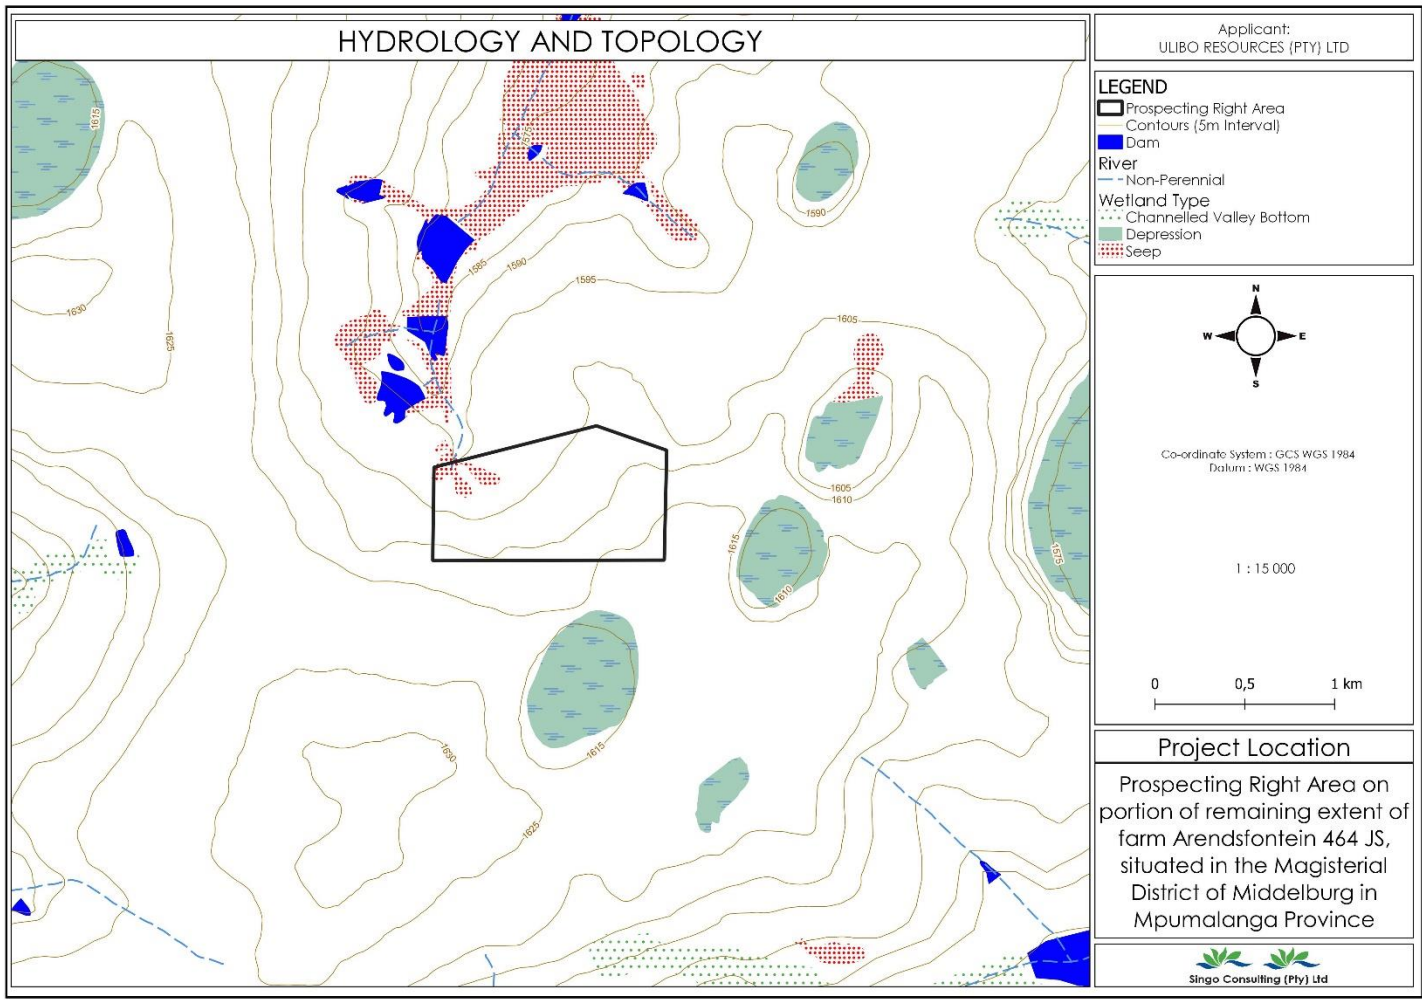 HYDROLOGY AND TOPOLOGY
Applicant:
ULIBO RESOURCES (PTY) LTD
LEGEND
Prospecting Right Area
Contours (5m Interval)
Dam
River
Non-Perennial
Wetland Type
Channelled Valley Bottom
Depression
Seep
N
W
E
S
Co-ordinate System : GCS WGS 1984
Datum : WGS 1984
1 : 15 000
0 0,5 1 km
Project Location
Prospecting Right Area on
portion of remaining extent of
farm Arendsfontein 464 JS,
situated in the Magisterial
District of Middelburg in
Mpumalanga Province
Singo Consulting (Pty) Ltd
1615
1575
1590
1585
1590
1595
1630
1625
1605
1605
1610
1615
1610
1575
1615
1630
1625